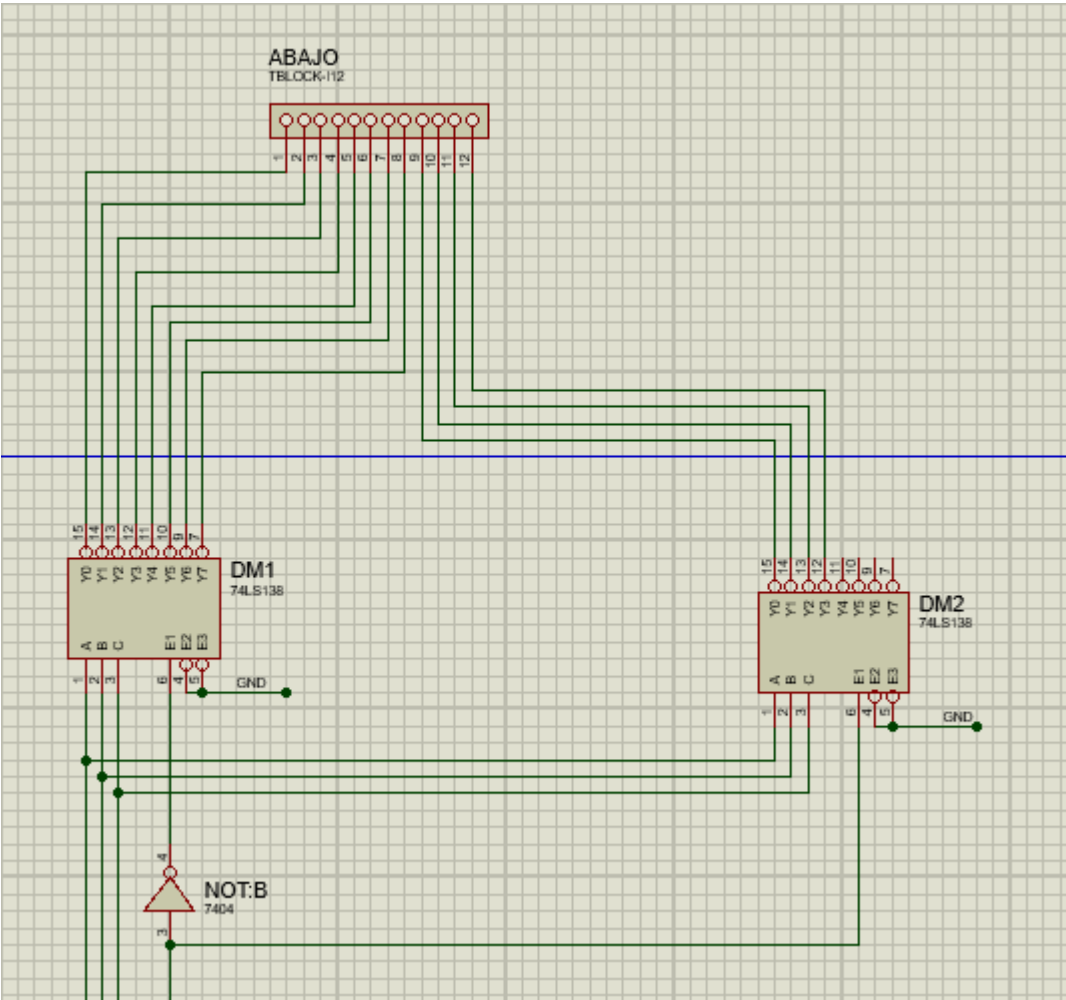 ABAJO
TBLOCK-I12
1 2 3 4 5 6 7 8 9 10 11 12
15 14 13 12 11 10 9 7
Y0 Y1 Y2 Y3 Y4 Y5 Y6 Y7
DM1
74LS138
A B C E1 E2 E3
1 2 3 6 4 5
GND
15 14 13 12 11 10 9 7
Y0 Y1 Y2 Y3 Y4 Y5 Y6 Y7
DM2
74LS138
A B C E1 E2 E3
1 2 3 6 4 5
GND
4
NOT:B
7404
3